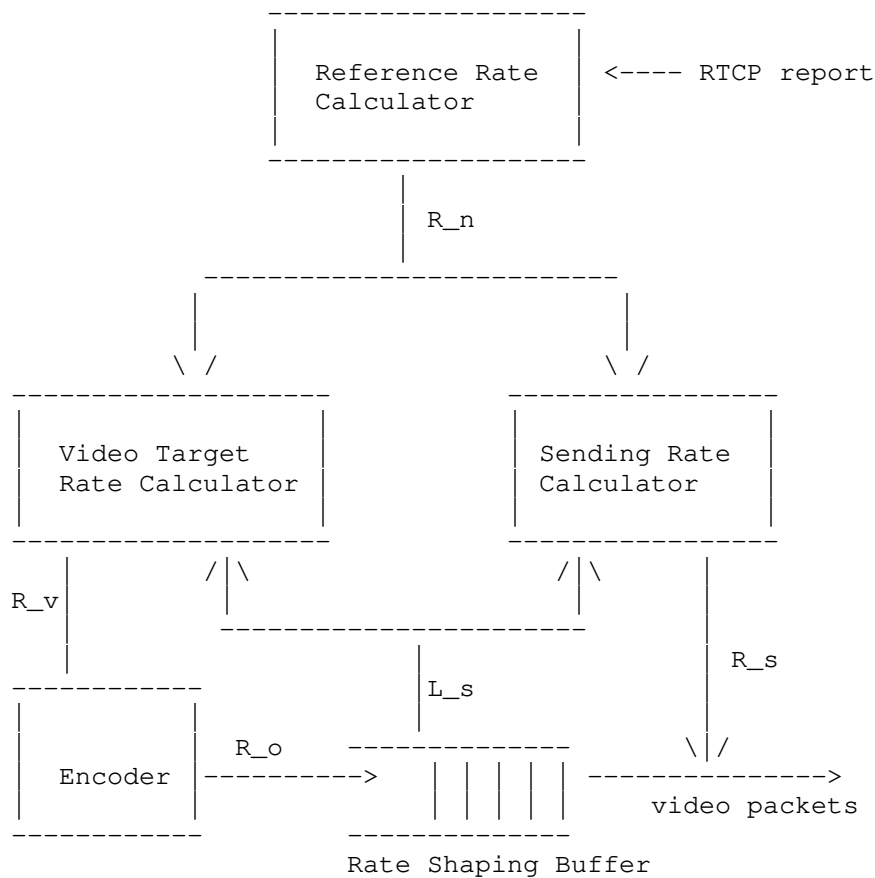 Reference Rate
Calculator
<---- RTCP report
R_n
Video Target
Rate Calculator
Sending Rate
Calculator
R_v
R_s
L_s
R_o
Encoder
video packets
Rate Shaping Buffer